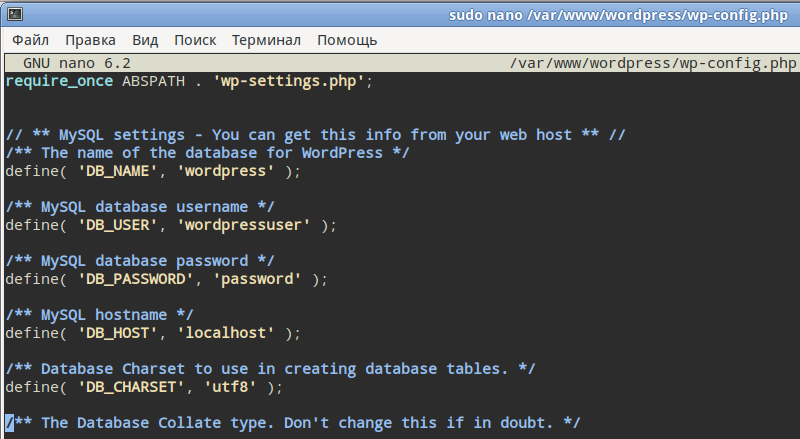 sudo nano /var/www/wordpress/wp-config.php
Файл Правка Вид Поиск Терминал Помощь
GNU nano 6.2 /var/www/wordpress/wp-config.php
require_once ABSPATH . 'wp-settings.php';
// ** MySQL settings - You can get this info from your web host ** //
/** The name of the database for WordPress */
define( 'DB_NAME', 'wordpress' );
/** MySQL database username */
define( 'DB_USER', 'wordpressuser' );
/** MySQL database password */
define( 'DB_PASSWORD', 'password' );
/** MySQL hostname */
define( 'DB_HOST', 'localhost' );
/** Database Charset to use in creating database tables. */
define( 'DB_CHARSET', 'utf8' );
/** The Database Collate type. Don't change this if in doubt. */